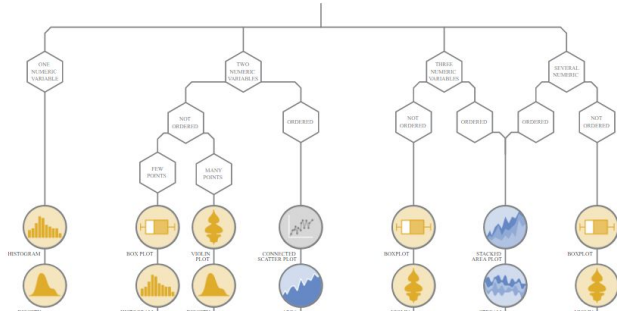 ONE
NUMERIC
VARIABLE
TWO
NUMERIC
VARIABLES
THREE
NUMERIC
VARIABLES
SEVERAL
NUMERIC
NOT
ORDERED
ORDERED
NOT
ORDERED
ORDERED
ORDERED
NOT
ORDERED
FEW
POINTS
MANY
POINTS
HISTOGRAM
BOX PLOT
VIOLIN
PLOT
CONNECTED
SCATTER PLOT
BOXPLOT
STACKED
AREA PLOT
BOXPLOT